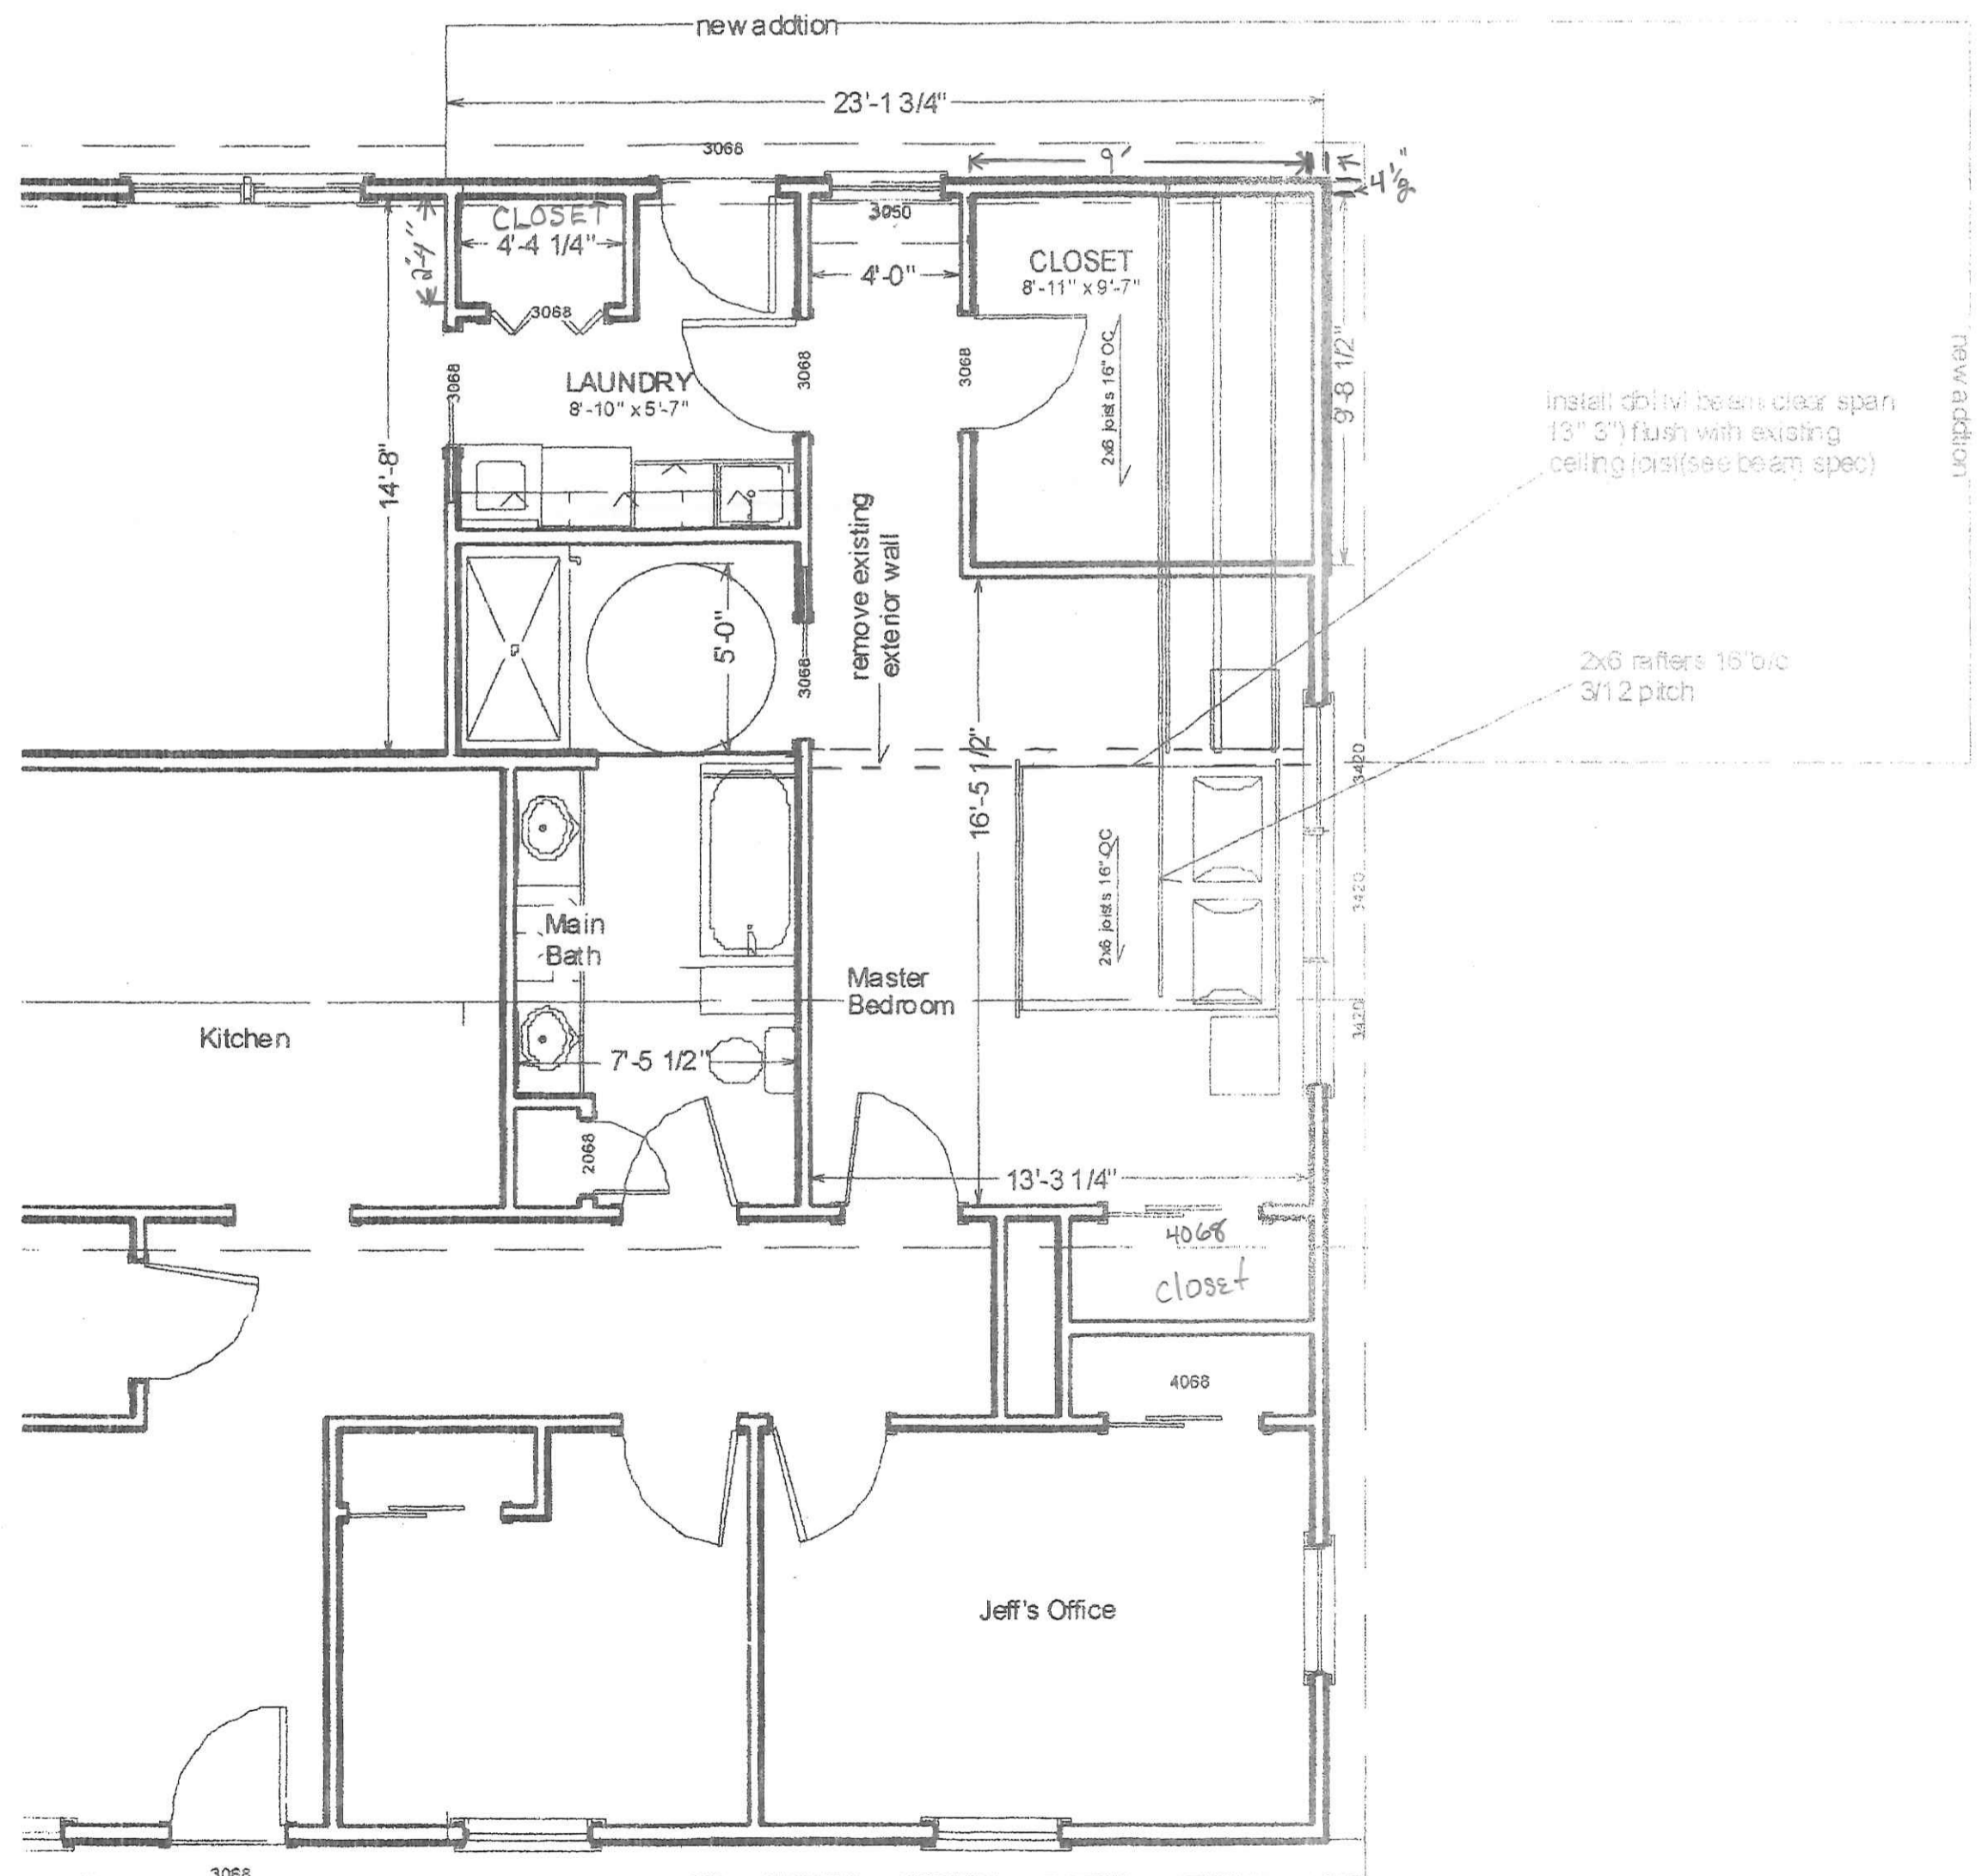 new addtion
23'-1 3/4"
3068
9'
4 1/2"
CLOSET
4'-4 1/4"
2'-4"
3050
4'-0"
CLOSET
8'-11" x 9'-7"
3068
LAUNDRY
8'-10" x 5'-7"
3068
3068
3068
2x6 joists 16" OC
9'-8 1/2"
new addtion
Install dbl lvl beam clear span
13" 3") flush with existing
ceiling joist(see beam spec)
14'-8"
remove existing
exterior wall
5'-0"
3068
2x6 rafters 16"o/c
3/12 pitch
16'-5 1/2"
3420
3420
3420
2x6 joists 16" OC
Main
Bath
Master
Bedroom
Kitchen
7'-5 1/2"
2068
13'-3 1/4"
4068
closet
4068
Jeff's Office
3068